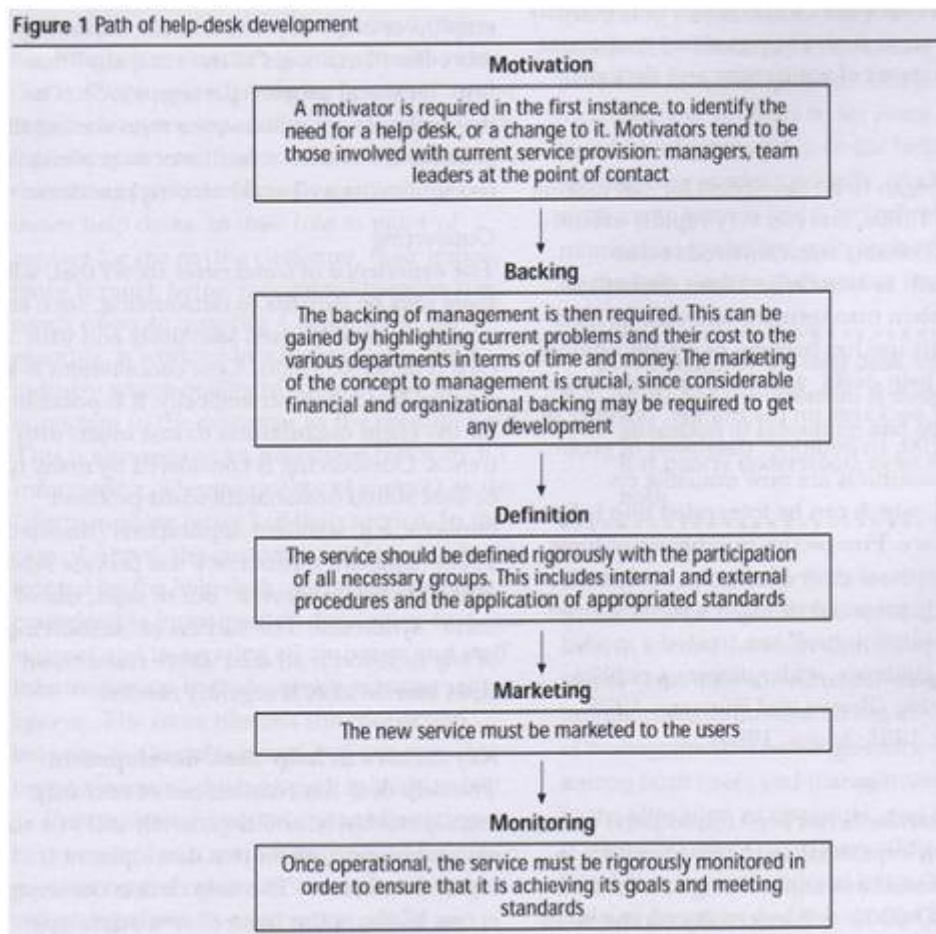 Figure 1 Path of help-desk development
Motivation
A motivator is required in the first instance, to identify the
need for a help desk, or a change to it. Motivators tend to be
those involved with current service provision: managers, team
leaders at the point of contact
Backing
The backing of management is then required. This can be
gained by highlighting current problems and their cost to the
various departments in terms of time and money. The marketing
of the concept to management is crucial, since considerable
financial and organizational backing may be required to get
any development
Definition
The service should be defined rigorously with the participation
of all necessary groups. This includes internal and external
procedures and the application of appropriated standards
Marketing
The new service must be marketed to the users
Monitoring
Once operational, the service must be rigorously monitored in
order to ensure that it is achieving its goals and meeting
standards